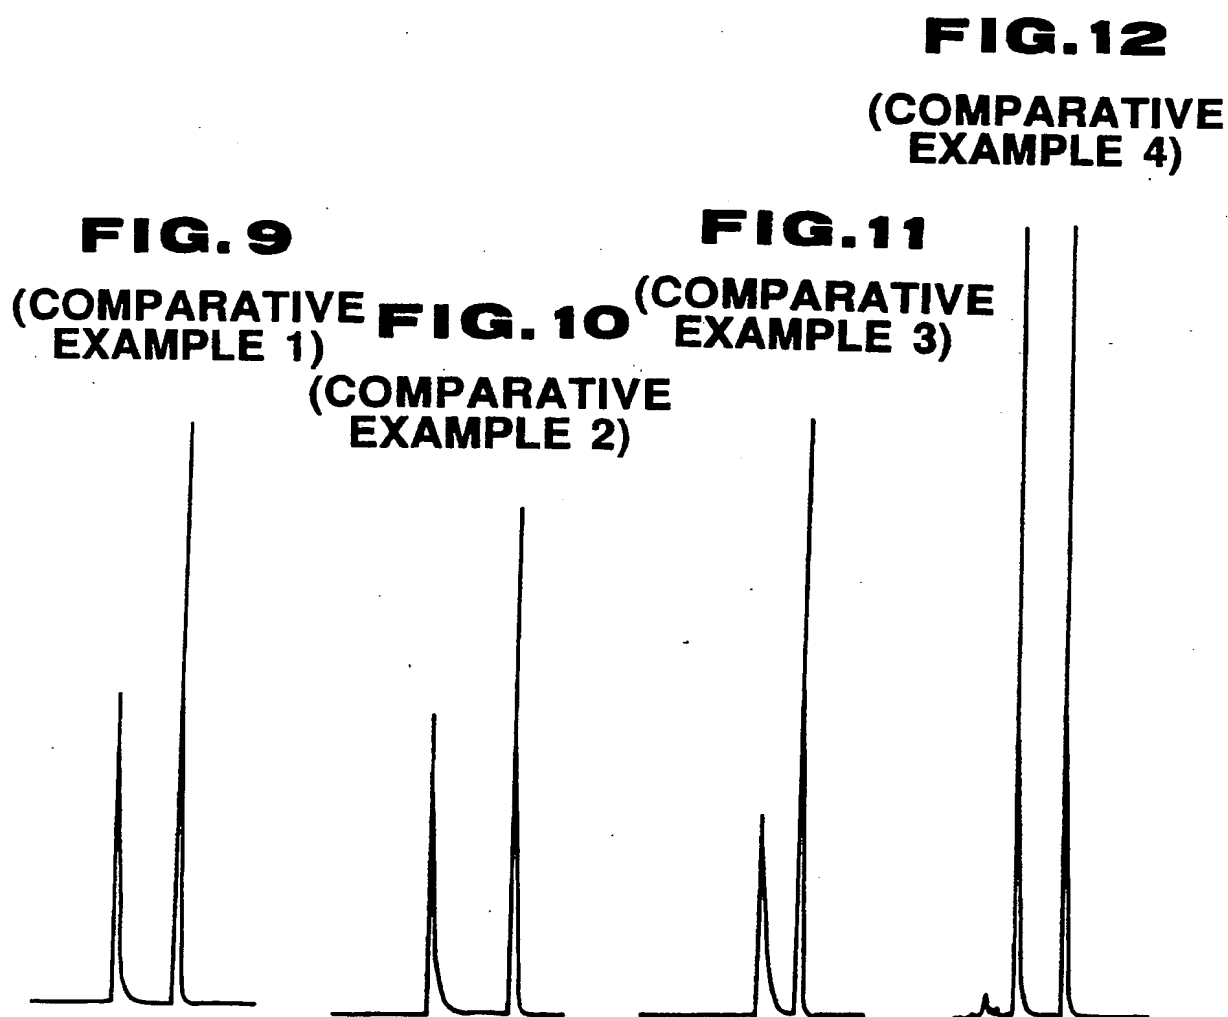 FIG. 9
(COMPARATIVE
EXAMPLE 1)
FIG. 10
(COMPARATIVE
EXAMPLE 2)
FIG.11
(COMPARATIVE
EXAMPLE 3)
FIG.12
(COMPARATIVE
EXAMPLE 4)